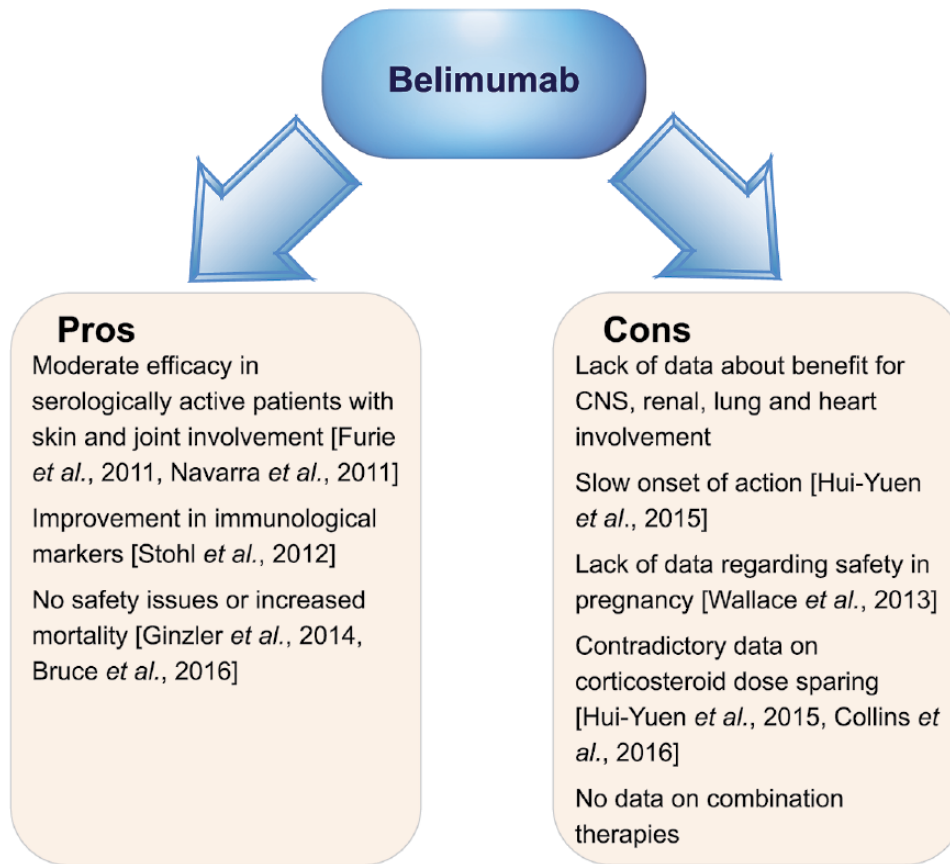 Belimumab
Pros
Moderate efficacy in
serologically active patients with
skin and joint involvement [Furie
et al., 2011, Navarra et al., 2011]
Improvement in immunological
markers [Stohl et al., 2012]
No safety issues or increased
mortality [Ginzler et al., 2014,
Bruce et al., 2016]
Cons
Lack of data about benefit for
CNS, renal, lung and heart
involvement
Slow onset of action [Hui-Yuen
et al., 2015]
Lack of data regarding safety in
pregnancy [Wallace et al., 2013]
Contradictory data on
corticosteroid dose sparing
[Hui-Yuen et al., 2015, Collins et
al., 2016]
No data on combination
therapies